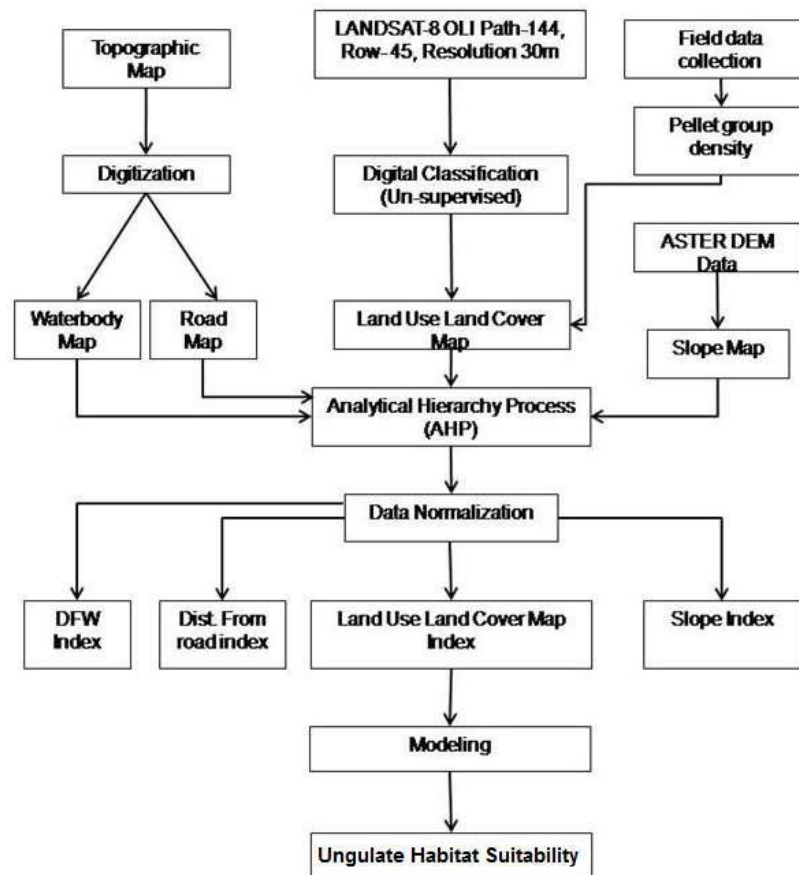 Topographic
Map
LANDSAT-8 OLI Path-144,
Row-45, Resolution 30m
Field data
collection
Pellet group
density
Digitization
Digital Classification
(Un-supervised)
ASTER DEM
Data
Waterbody
Map
Road
Map
Land Use Land Cover
Map
Slope Map
Analytical Hierarchy Process
(AHP)
Data Normalization
DFW
Index
Dist. From
road index
Land Use Land Cover Map
Index
Slope Index
Modeling
Ungulate Habitat Suitability